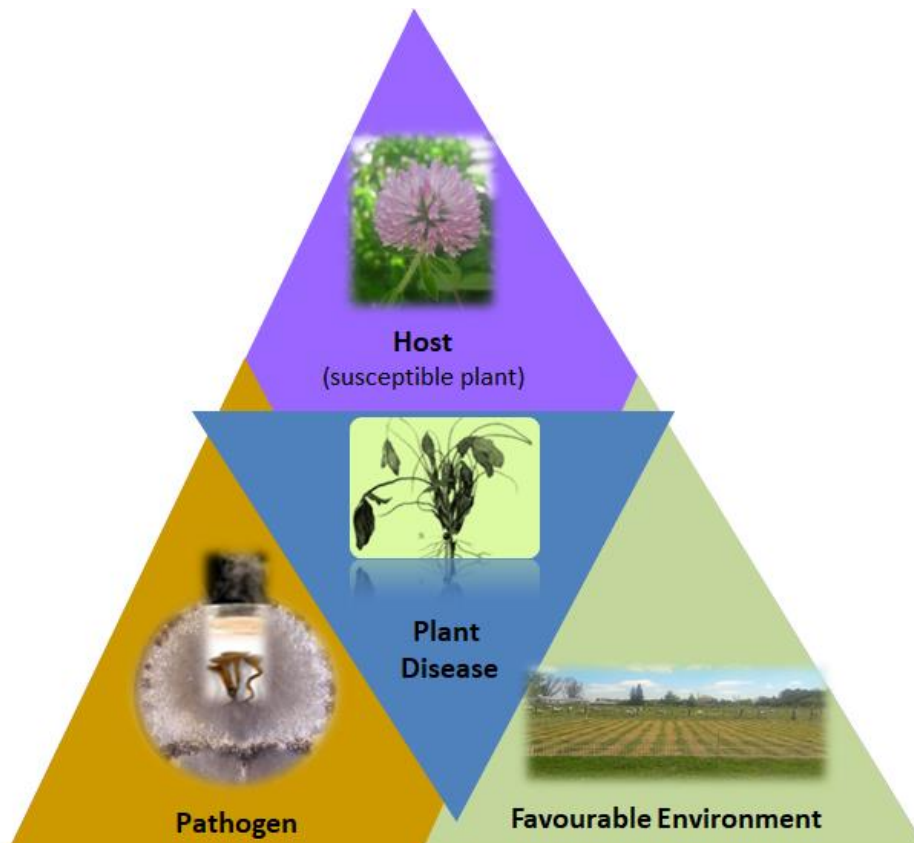 Host
(susceptible plant)
Plant
Disease
Pathogen
Favourable Environment